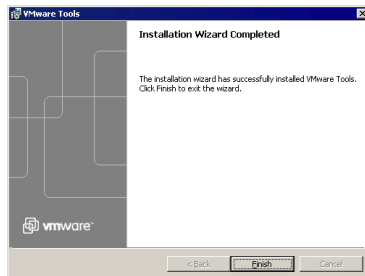 VMware Tools
Installation Wizard Completed
The installation wizard has successfully installed VMware Tools.
Click Finish to exit the wizard.
vmware™
< Back
Finish
Cancel